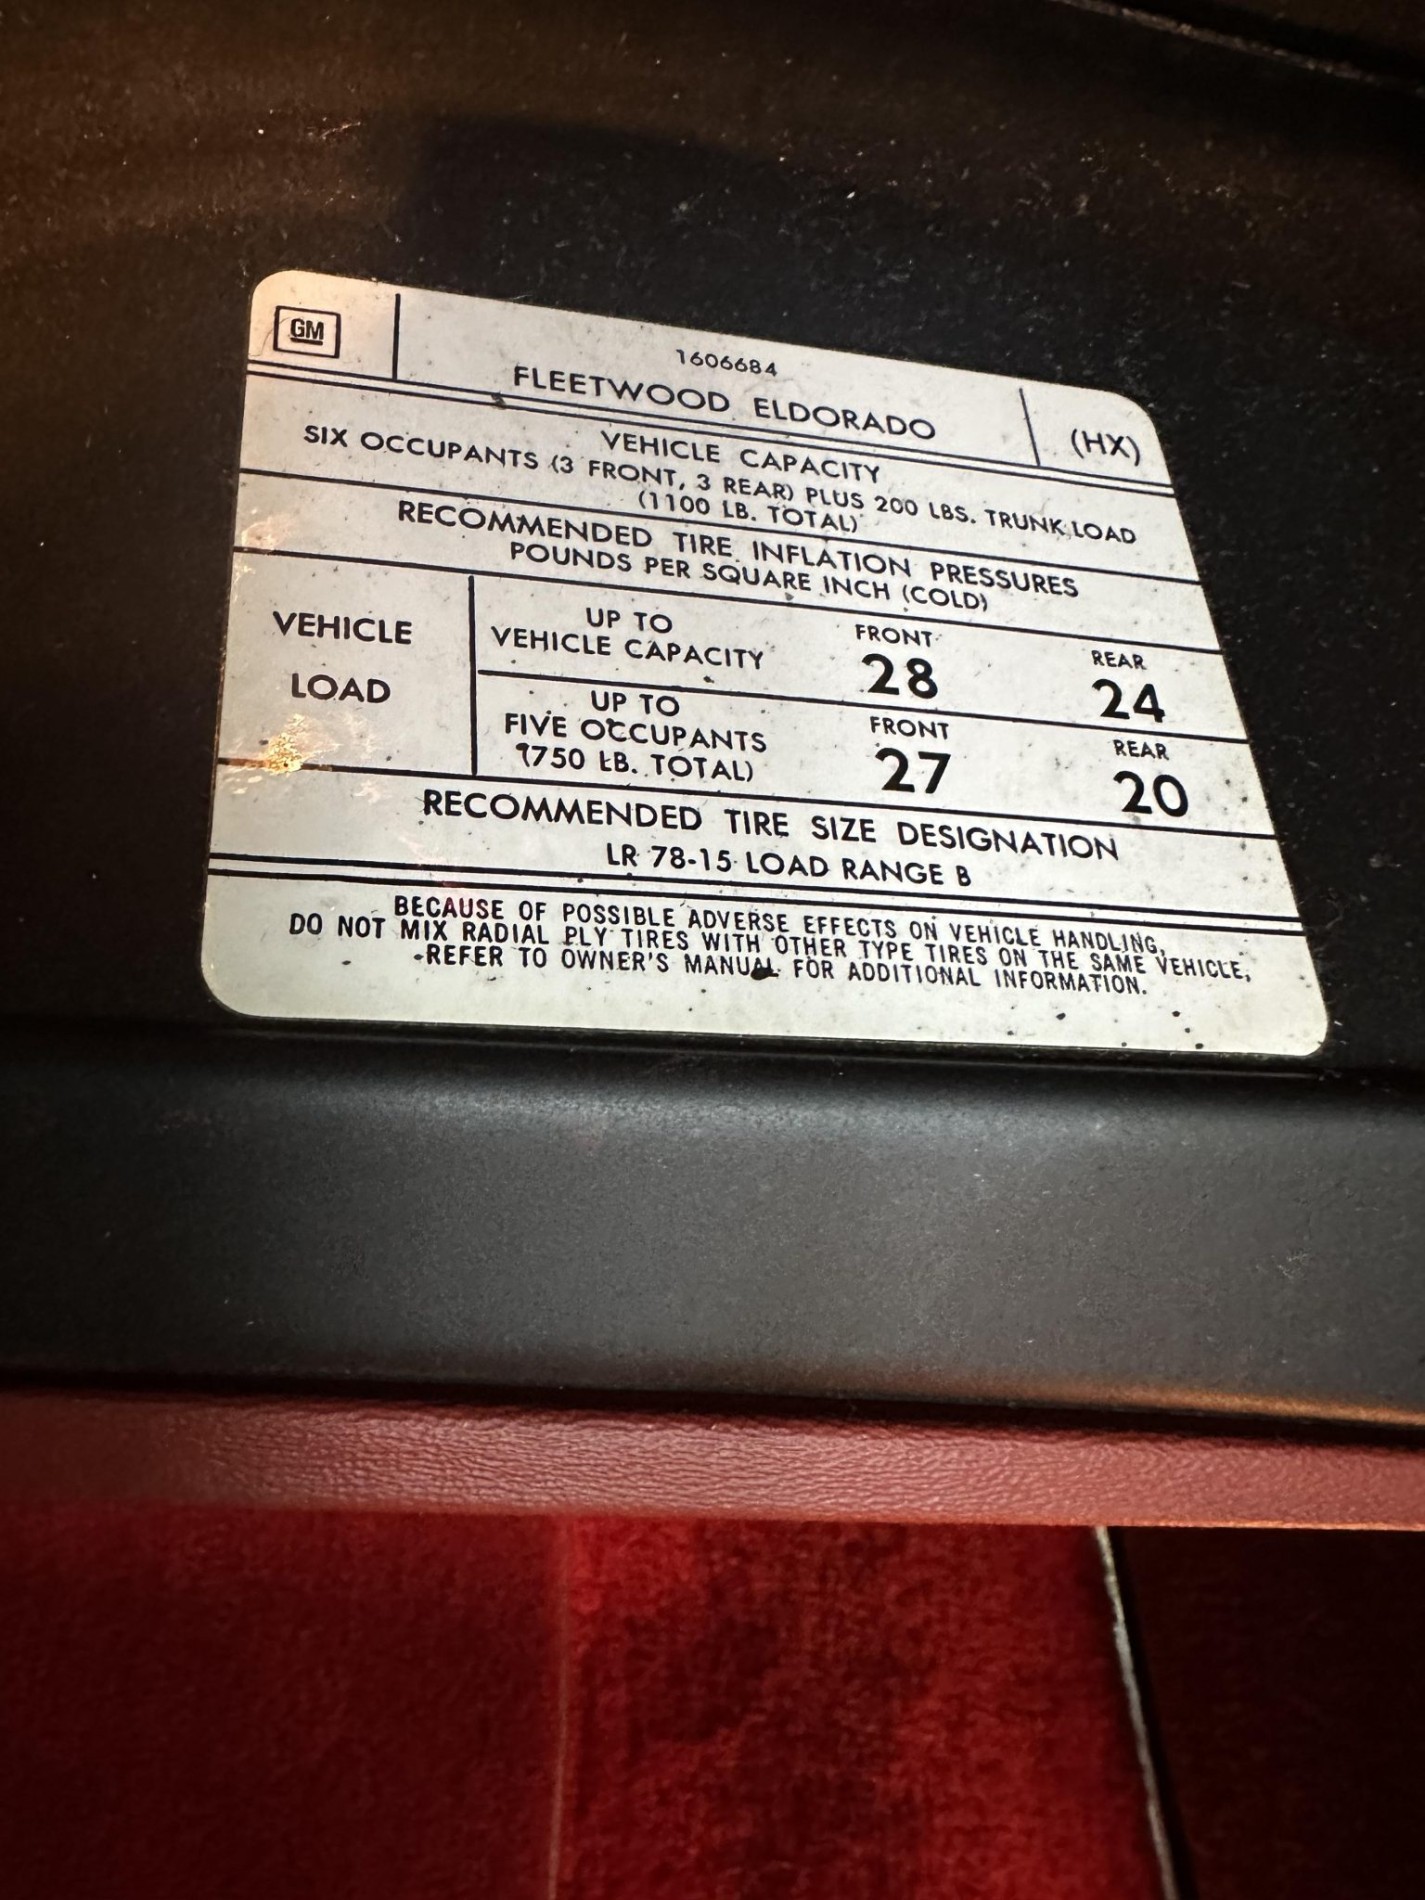 GM
1606684
FLEETWOOD ELDORADO
(HX)
VEHICLE CAPACITY
SIX OCCUPANTS (3 FRONT, 3 REAR) PLUS 200 LBS. TRUNK LOAD
(1100 LB. TOTAL)
RECOMMENDED TIRE INFLATION PRESSURES
POUNDS PER SQUARE INCH (COLD)
VEHICLE
LOAD
UP TO
VEHICLE CAPACITY
FRONT
28
REAR
24
UP TO
FIVE OCCUPANTS
(750 LB. TOTAL)
FRONT
27
REAR
20
RECOMMENDED TIRE SIZE DESIGNATION
LR 78-15 LOAD RANGE B
BECAUSE OF POSSIBLE ADVERSE EFFECTS ON VEHICLE HANDLING,
DO NOT MIX RADIAL PLY TIRES WITH OTHER TYPE TIRES ON THE SAME VEHICLE,
REFER TO OWNER'S MANUAL FOR ADDITIONAL INFORMATION.